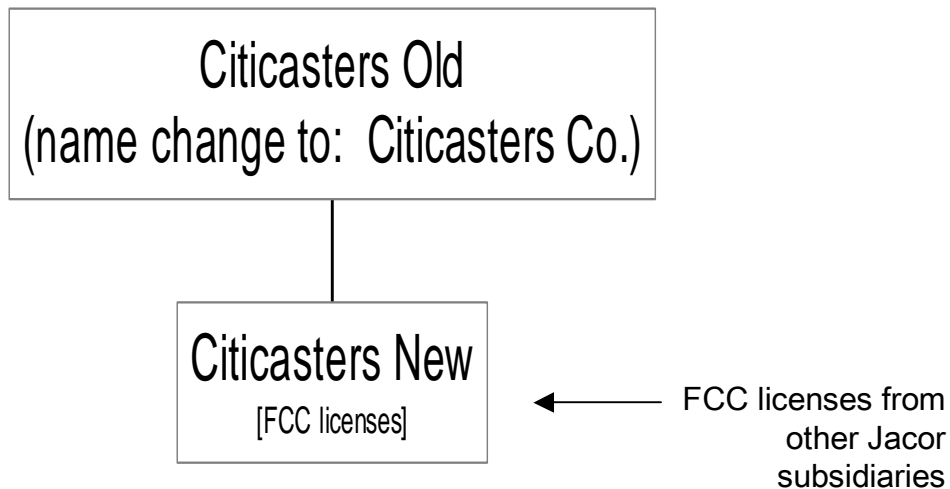 Citicasters Old
(name change to: Citicasters Co.)
Citicasters New
[FCC licenses]
FCC licenses from
other Jacor
subsidiaries